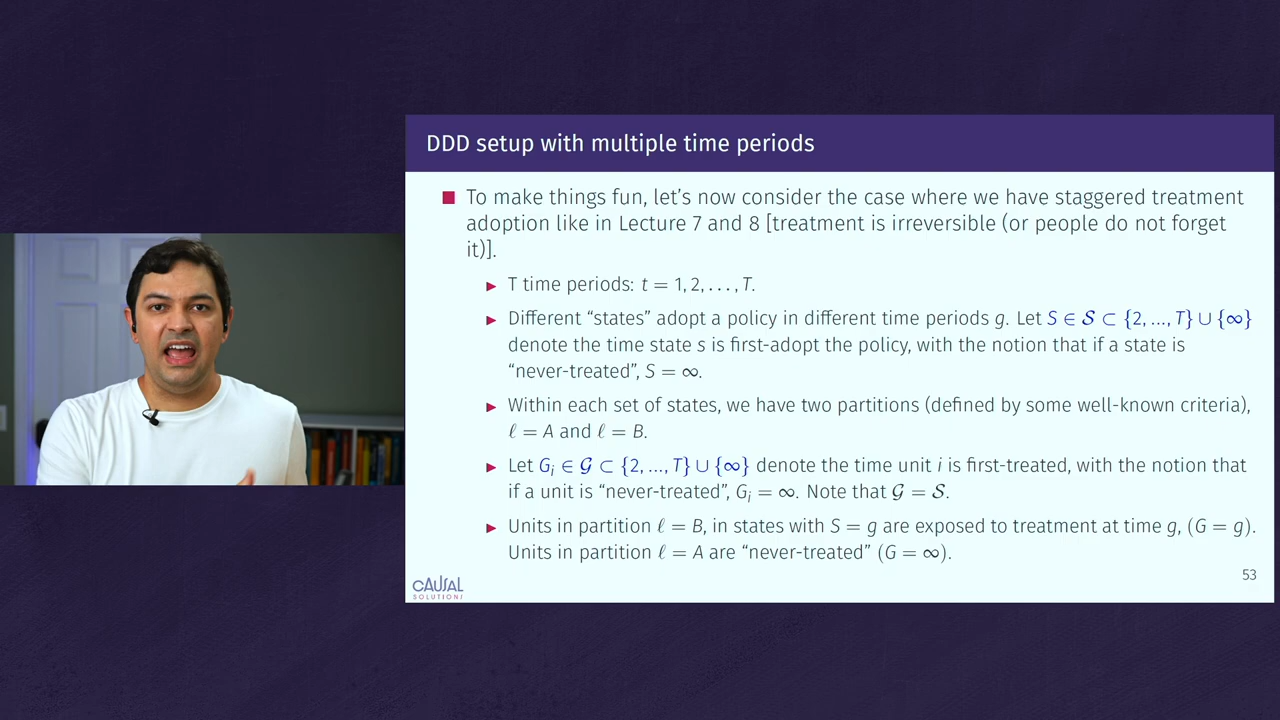 DDD setup with multiple time periods
■ To make things fun, let's now consider the case where we have staggered treatment
adoption like in Lecture 7 and 8 [treatment is irreversible (or people do not forget
it)].
▶ T time periods: t = 1, 2, . . . , T.
▶ Different “states” adopt a policy in different time periods g. Let S ∈ 𝒮 ⊂ {2, ..., T} ∪ {∞}
denote the time state s is first-adopt the policy, with the notion that if a state is
“never-treated”, S = ∞.
▶ Within each set of states, we have two partitions (defined by some well-known criteria),
ℓ = A and ℓ = B.
▶ Let Gᵢ ∈ 𝒢 ⊂ {2, ..., T} ∪ {∞} denote the time unit i is first-treated, with the notion that
if a unit is “never-treated”, Gᵢ = ∞. Note that 𝒢 = 𝒮.
▶ Units in partition ℓ = B, in states with S = g are exposed to treatment at time g, (G = g).
Units in partition ℓ = A are “never-treated” (G = ∞).
53
CAUSAL
SOLUTIONS